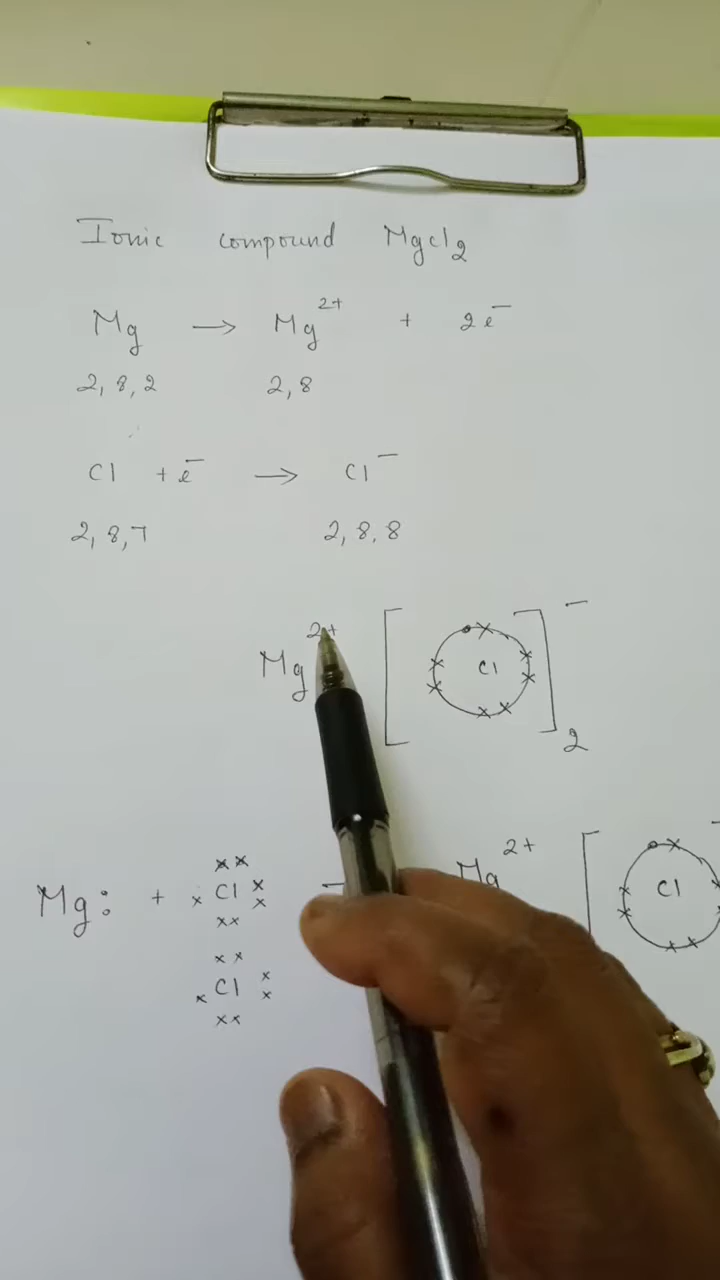 Ionic compound Mgcl₂
Mg → Mg²⁺ + 2e⁻
2, 8, 2 2, 8
Cl + e⁻ → Cl⁻
2, 8, 7 2, 8, 8
Mg²⁺ [Cl]⁻₂
Mg: + Cl Mg²⁺ [Cl
Cl